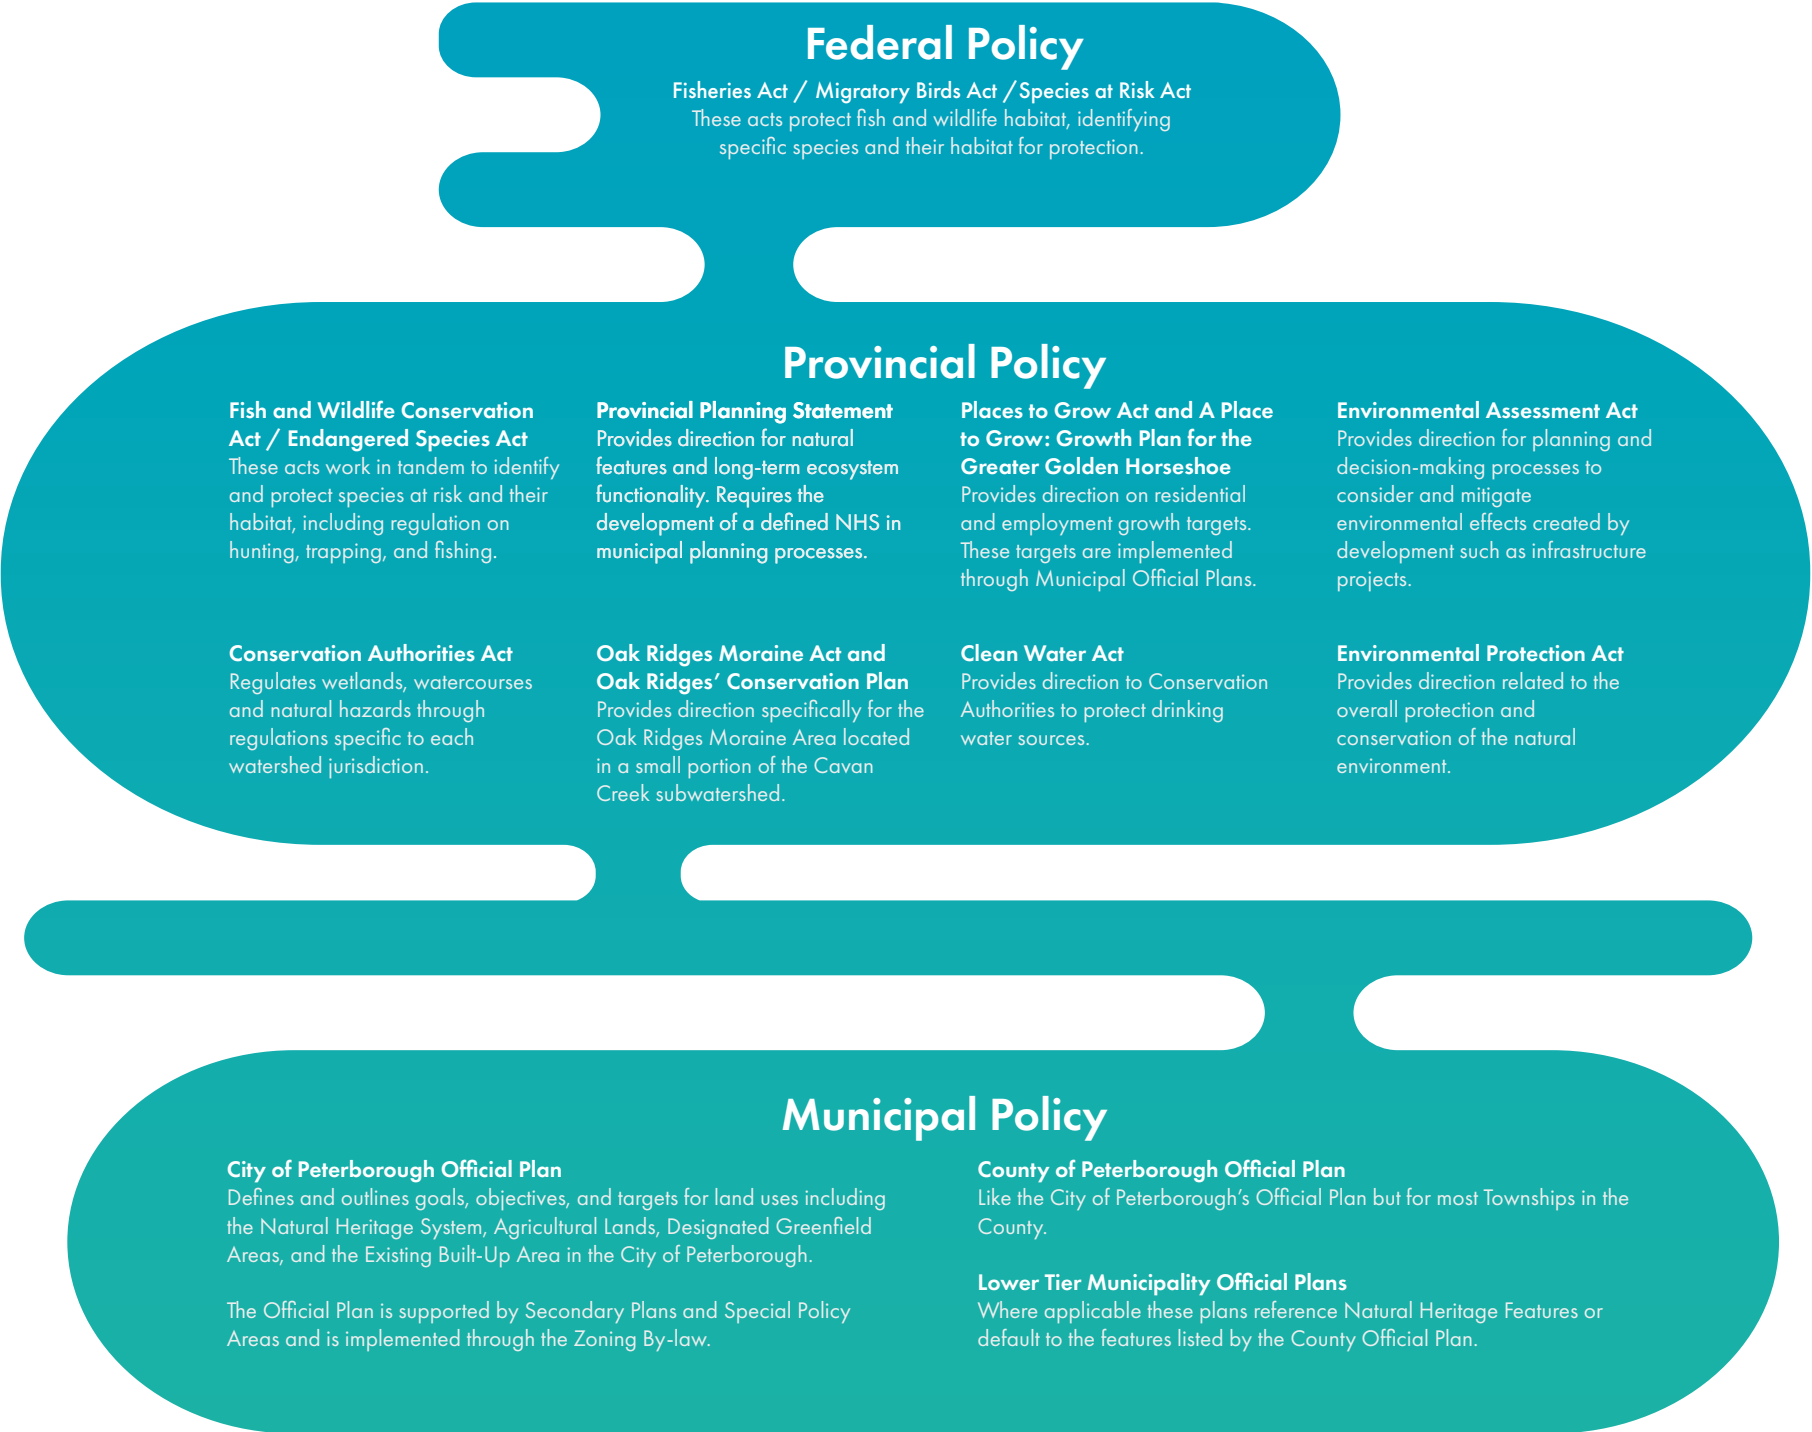 Federal Policy
Fisheries Act / Migratory Birds Act /Species at Risk Act
These acts protect fish and wildlife habitat, identifying
specific species and their habitat for protection.
Provincial Policy
Fish and Wildlife Conservation
Act / Endangered Species Act
These acts work in tandem to identify
and protect species at risk and their
habitat, including regulation on
hunting, trapping, and fishing.
Provincial Planning Statement
Provides direction for natural
features and long-term ecosystem
functionality. Requires the
development of a defined NHS in
municipal planning processes.
Places to Grow Act and A Place
to Grow: Growth Plan for the
Greater Golden Horseshoe
Provides direction on residential
and employment growth targets.
These targets are implemented
through Municipal Official Plans.
Environmental Assessment Act
Provides direction for planning and
decision-making processes to
consider and mitigate
environmental effects created by
development such as infrastructure
projects.
Conservation Authorities Act
Regulates wetlands, watercourses
and natural hazards through
regulations specific to each
watershed jurisdiction.
Oak Ridges Moraine Act and
Oak Ridges’ Conservation Plan
Provides direction specifically for the
Oak Ridges Moraine Area located
in a small portion of the Cavan
Creek subwatershed.
Clean Water Act
Provides direction to Conservation
Authorities to protect drinking
water sources.
Environmental Protection Act
Provides direction related to the
overall protection and
conservation of the natural
environment.
Municipal Policy
City of Peterborough Official Plan
Defines and outlines goals, objectives, and targets for land uses including
the Natural Heritage System, Agricultural Lands, Designated Greenfield
Areas, and the Existing Built-Up Area in the City of Peterborough.
The Official Plan is supported by Secondary Plans and Special Policy
Areas and is implemented through the Zoning By-law.
County of Peterborough Official Plan
Like the City of Peterborough’s Official Plan but for most Townships in the
County.
Lower Tier Municipality Official Plans
Where applicable these plans reference Natural Heritage Features or
default to the features listed by the County Official Plan.